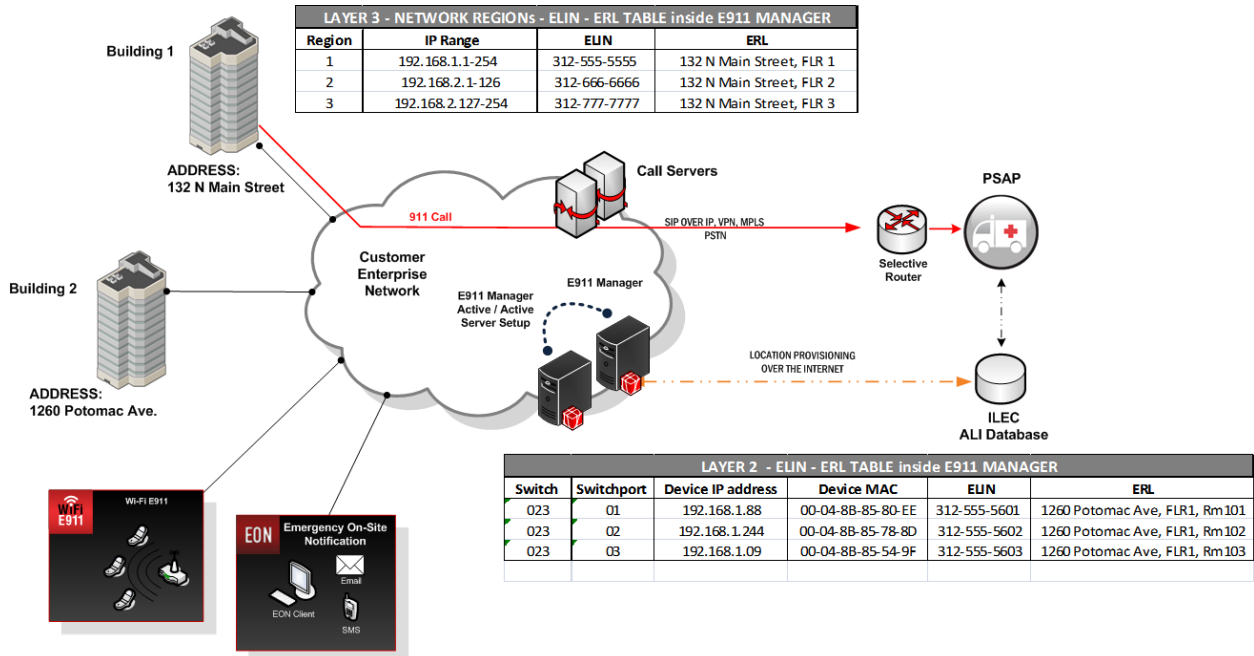 LAYER 3 - NETWORK REGIONs - ELIN - ERL TABLE inside E911 MANAGER
Region IP Range ELIN ERL
1 192.168.1.1-254 312-555-5555 132 N Main Street, FLR 1
2 192.168.2.1-126 312-666-6666 132 N Main Street, FLR 2
3 192.168.2.127-254 312-777-7777 132 N Main Street, FLR 3
Building 1
ADDRESS:
132 N Main Street
Call Servers
PSAP
911 Call
SIP OVER IP, VPN, MPLS
PSTN
Selective
Router
Customer
Enterprise
Network
Building 2
E911 Manager
E911 Manager
Active / Active
Server Setup
LOCATION PROVISIONING
OVER THE INTERNET
ADDRESS:
1260 Potomac Ave.
ILEC
ALI Database
LAYER 2 - ELIN - ERL TABLE inside E911 MANAGER
Switch Switchport Device IP address Device MAC ELIN ERL
023 01 192.168.1.88 00-04-8B-85-80-EE 312-555-5601 1260 Potomac Ave, FLR1, Rm101
023 02 192.168.1.244 00-04-8B-85-78-8D 312-555-5602 1260 Potomac Ave, FLR1, Rm102
023 03 192.168.1.09 00-04-8B-85-54-9F 312-555-5603 1260 Potomac Ave, FLR1, Rm103
WiFi
E911
Wi-Fi E911
EON
Emergency On-Site
Notification
Email
EON Client
SMS